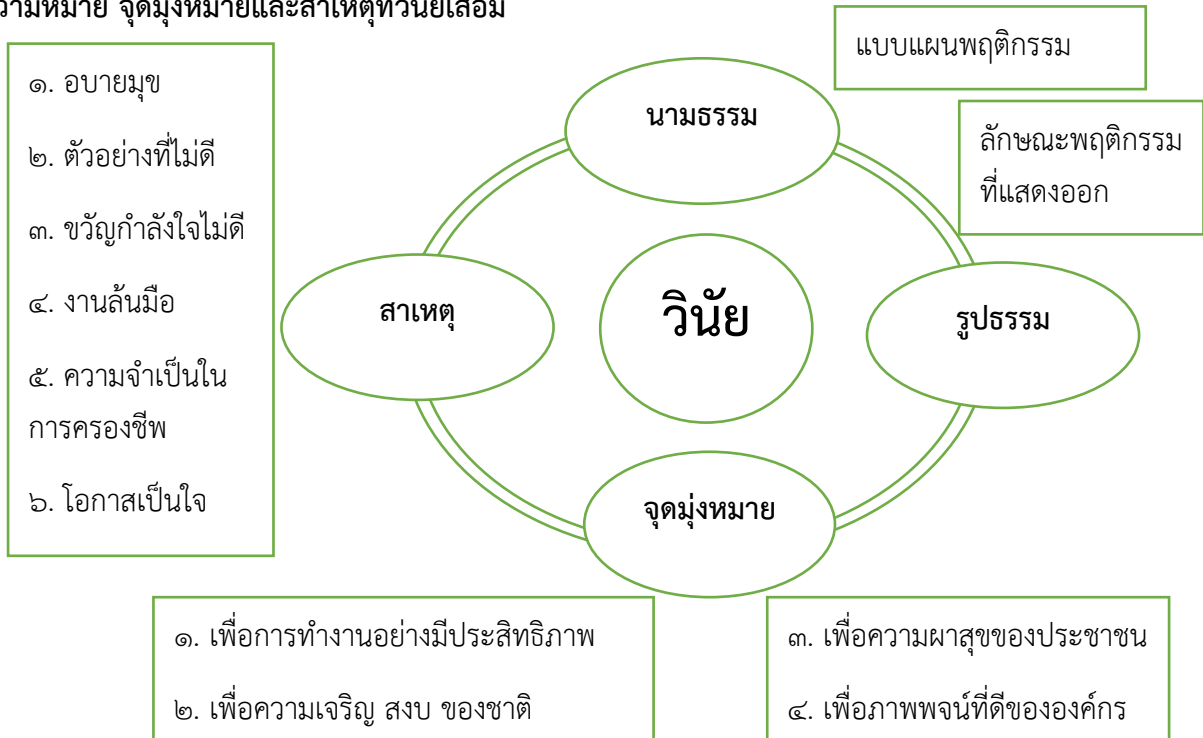 ความหมาย จุดมุ่งหมายและสาเหตุที่วินัยเสื่อม
แบบแผนพฤติกรรม
ลักษณะพฤติกรรม
ที่แสดงออก
นามธรรม
๑. อบายมุข
๒. ตัวอย่างที่ไม่ดี
๓. ขวัญกำลังใจไม่ดี
๔. งานล้นมือ
๕. ความจำเป็นใน
การครองชีพ
๖. โอกาสเปิดใจ
สาเหตุ
วินัย
รูปธรรม
จุดมุ่งหมาย
๑. เพื่อการทำงานอย่างมีประสิทธิภาพ
๒. เพื่อความเจริญ สงบ ของชาติ
๓. เพื่อความผาสุขของประชาชน
๔. เพื่อภาพพจน์ที่ดีขององค์กร